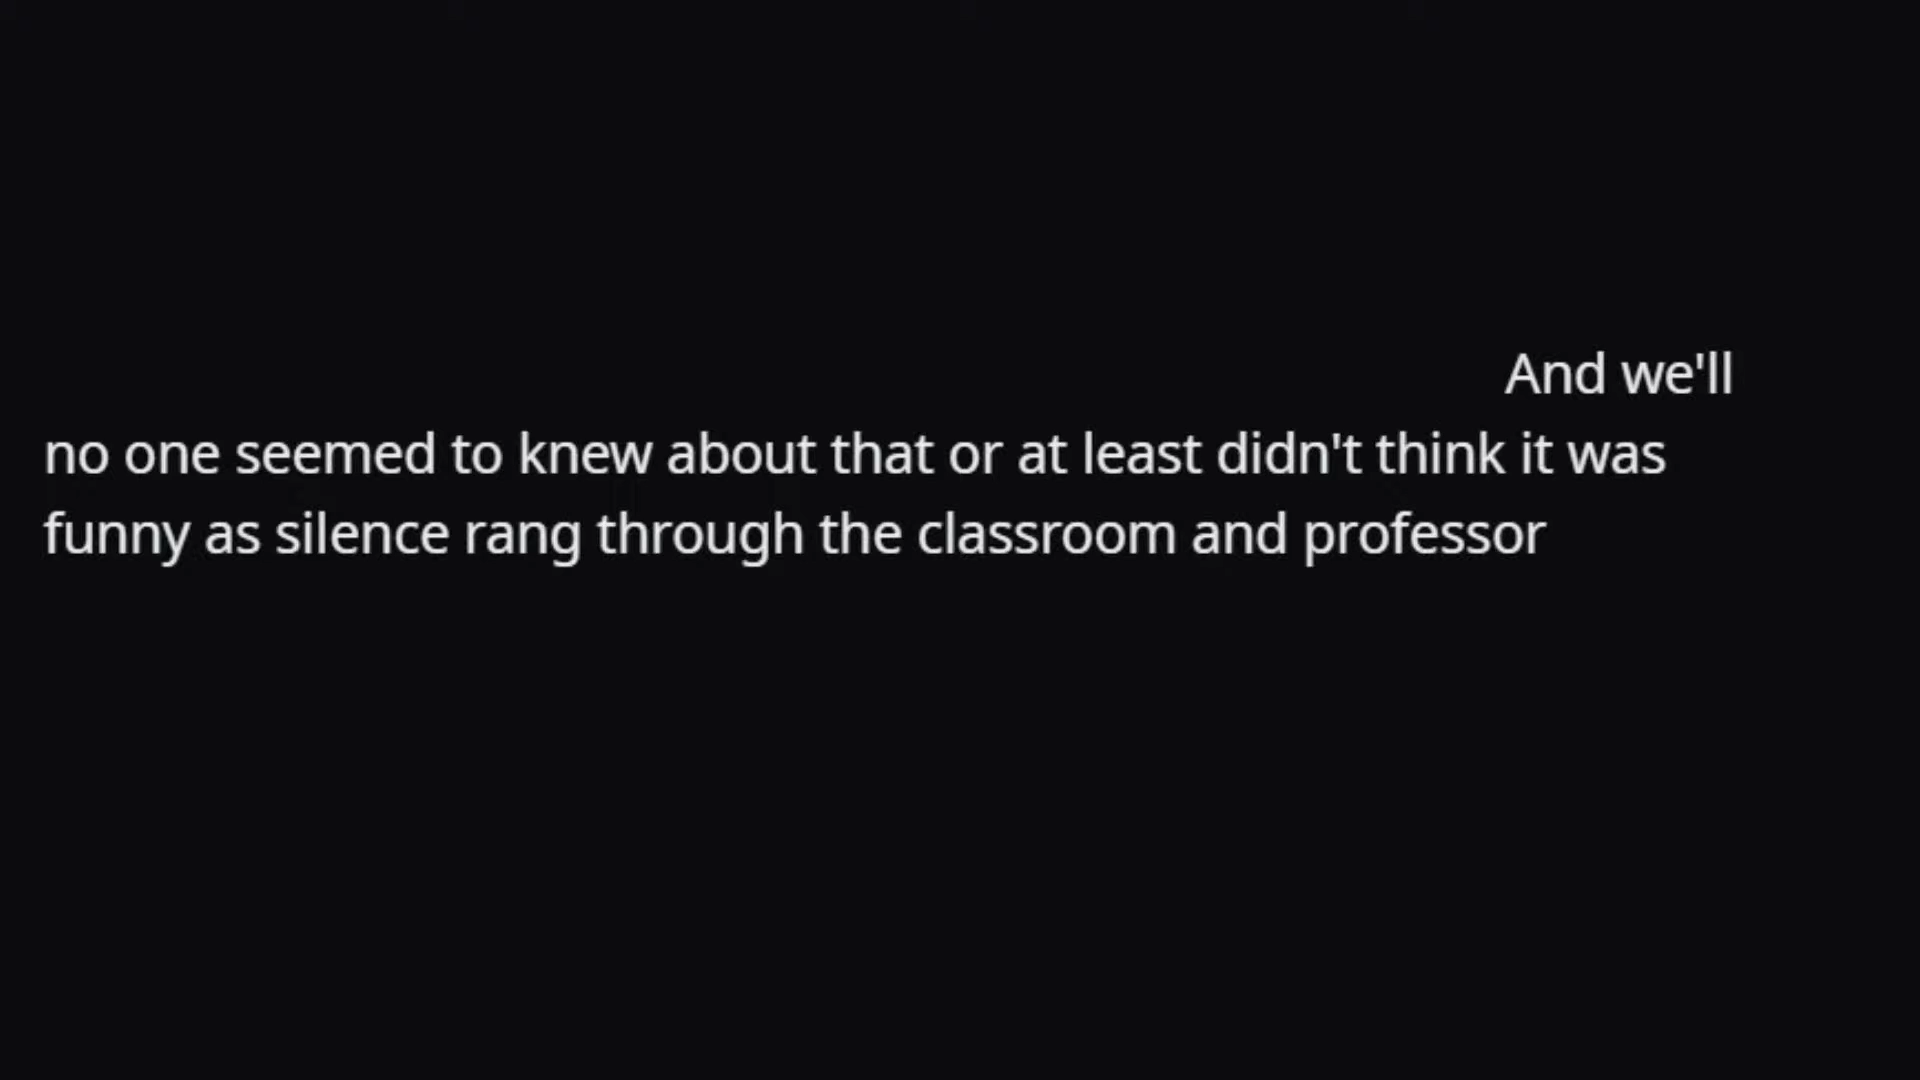 And we'll
no one seemed to knew about that or at least didn't think it was
funny as silence rang through the classroom and professor